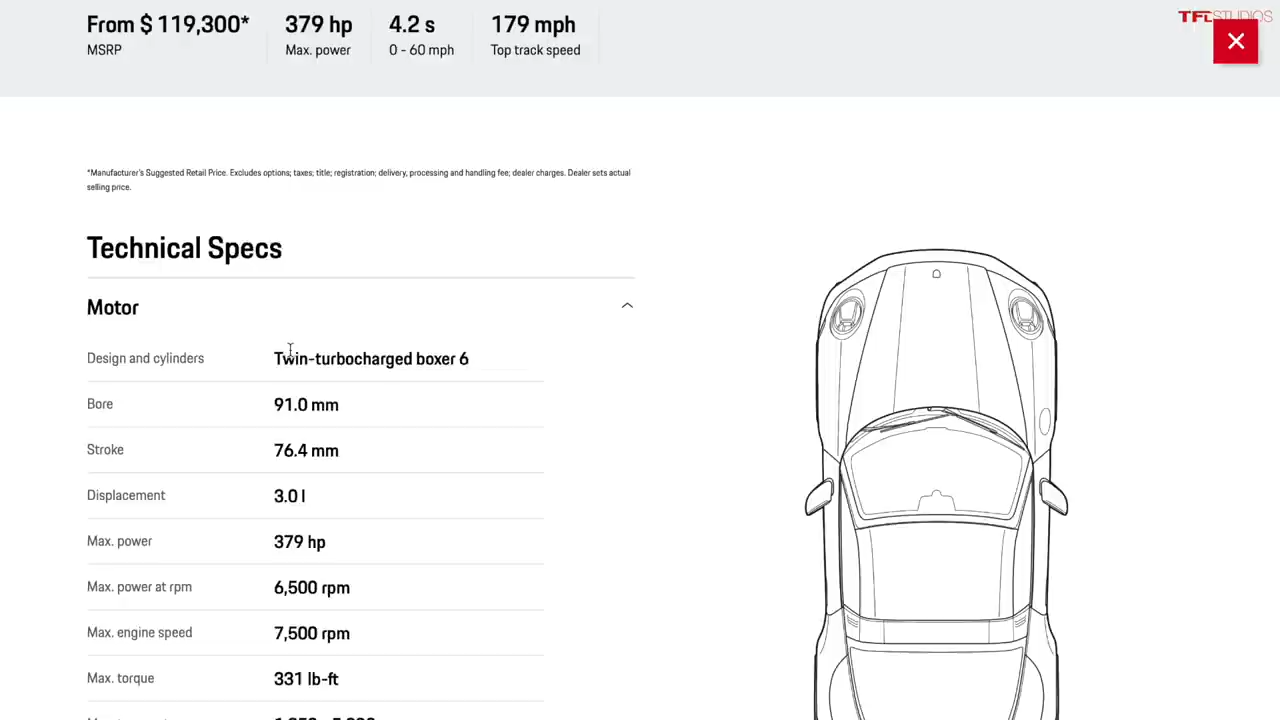 From $ 119,300* 379 hp 4.2 s 179 mph
MSRP Max. power 0 - 60 mph Top track speed
TFLSTUDIOS
*Manufacturer's Suggested Retail Price. Excludes options; taxes; title; registration; delivery, processing and handling fee; dealer charges. Dealer sets actual
selling price.
Technical Specs
Motor
Design and cylinders Twin-turbocharged boxer 6
Bore 91.0 mm
Stroke 76.4 mm
Displacement 3.0 l
Max. power 379 hp
Max. power at rpm 6,500 rpm
Max. engine speed 7,500 rpm
Max. torque 331 lb-ft